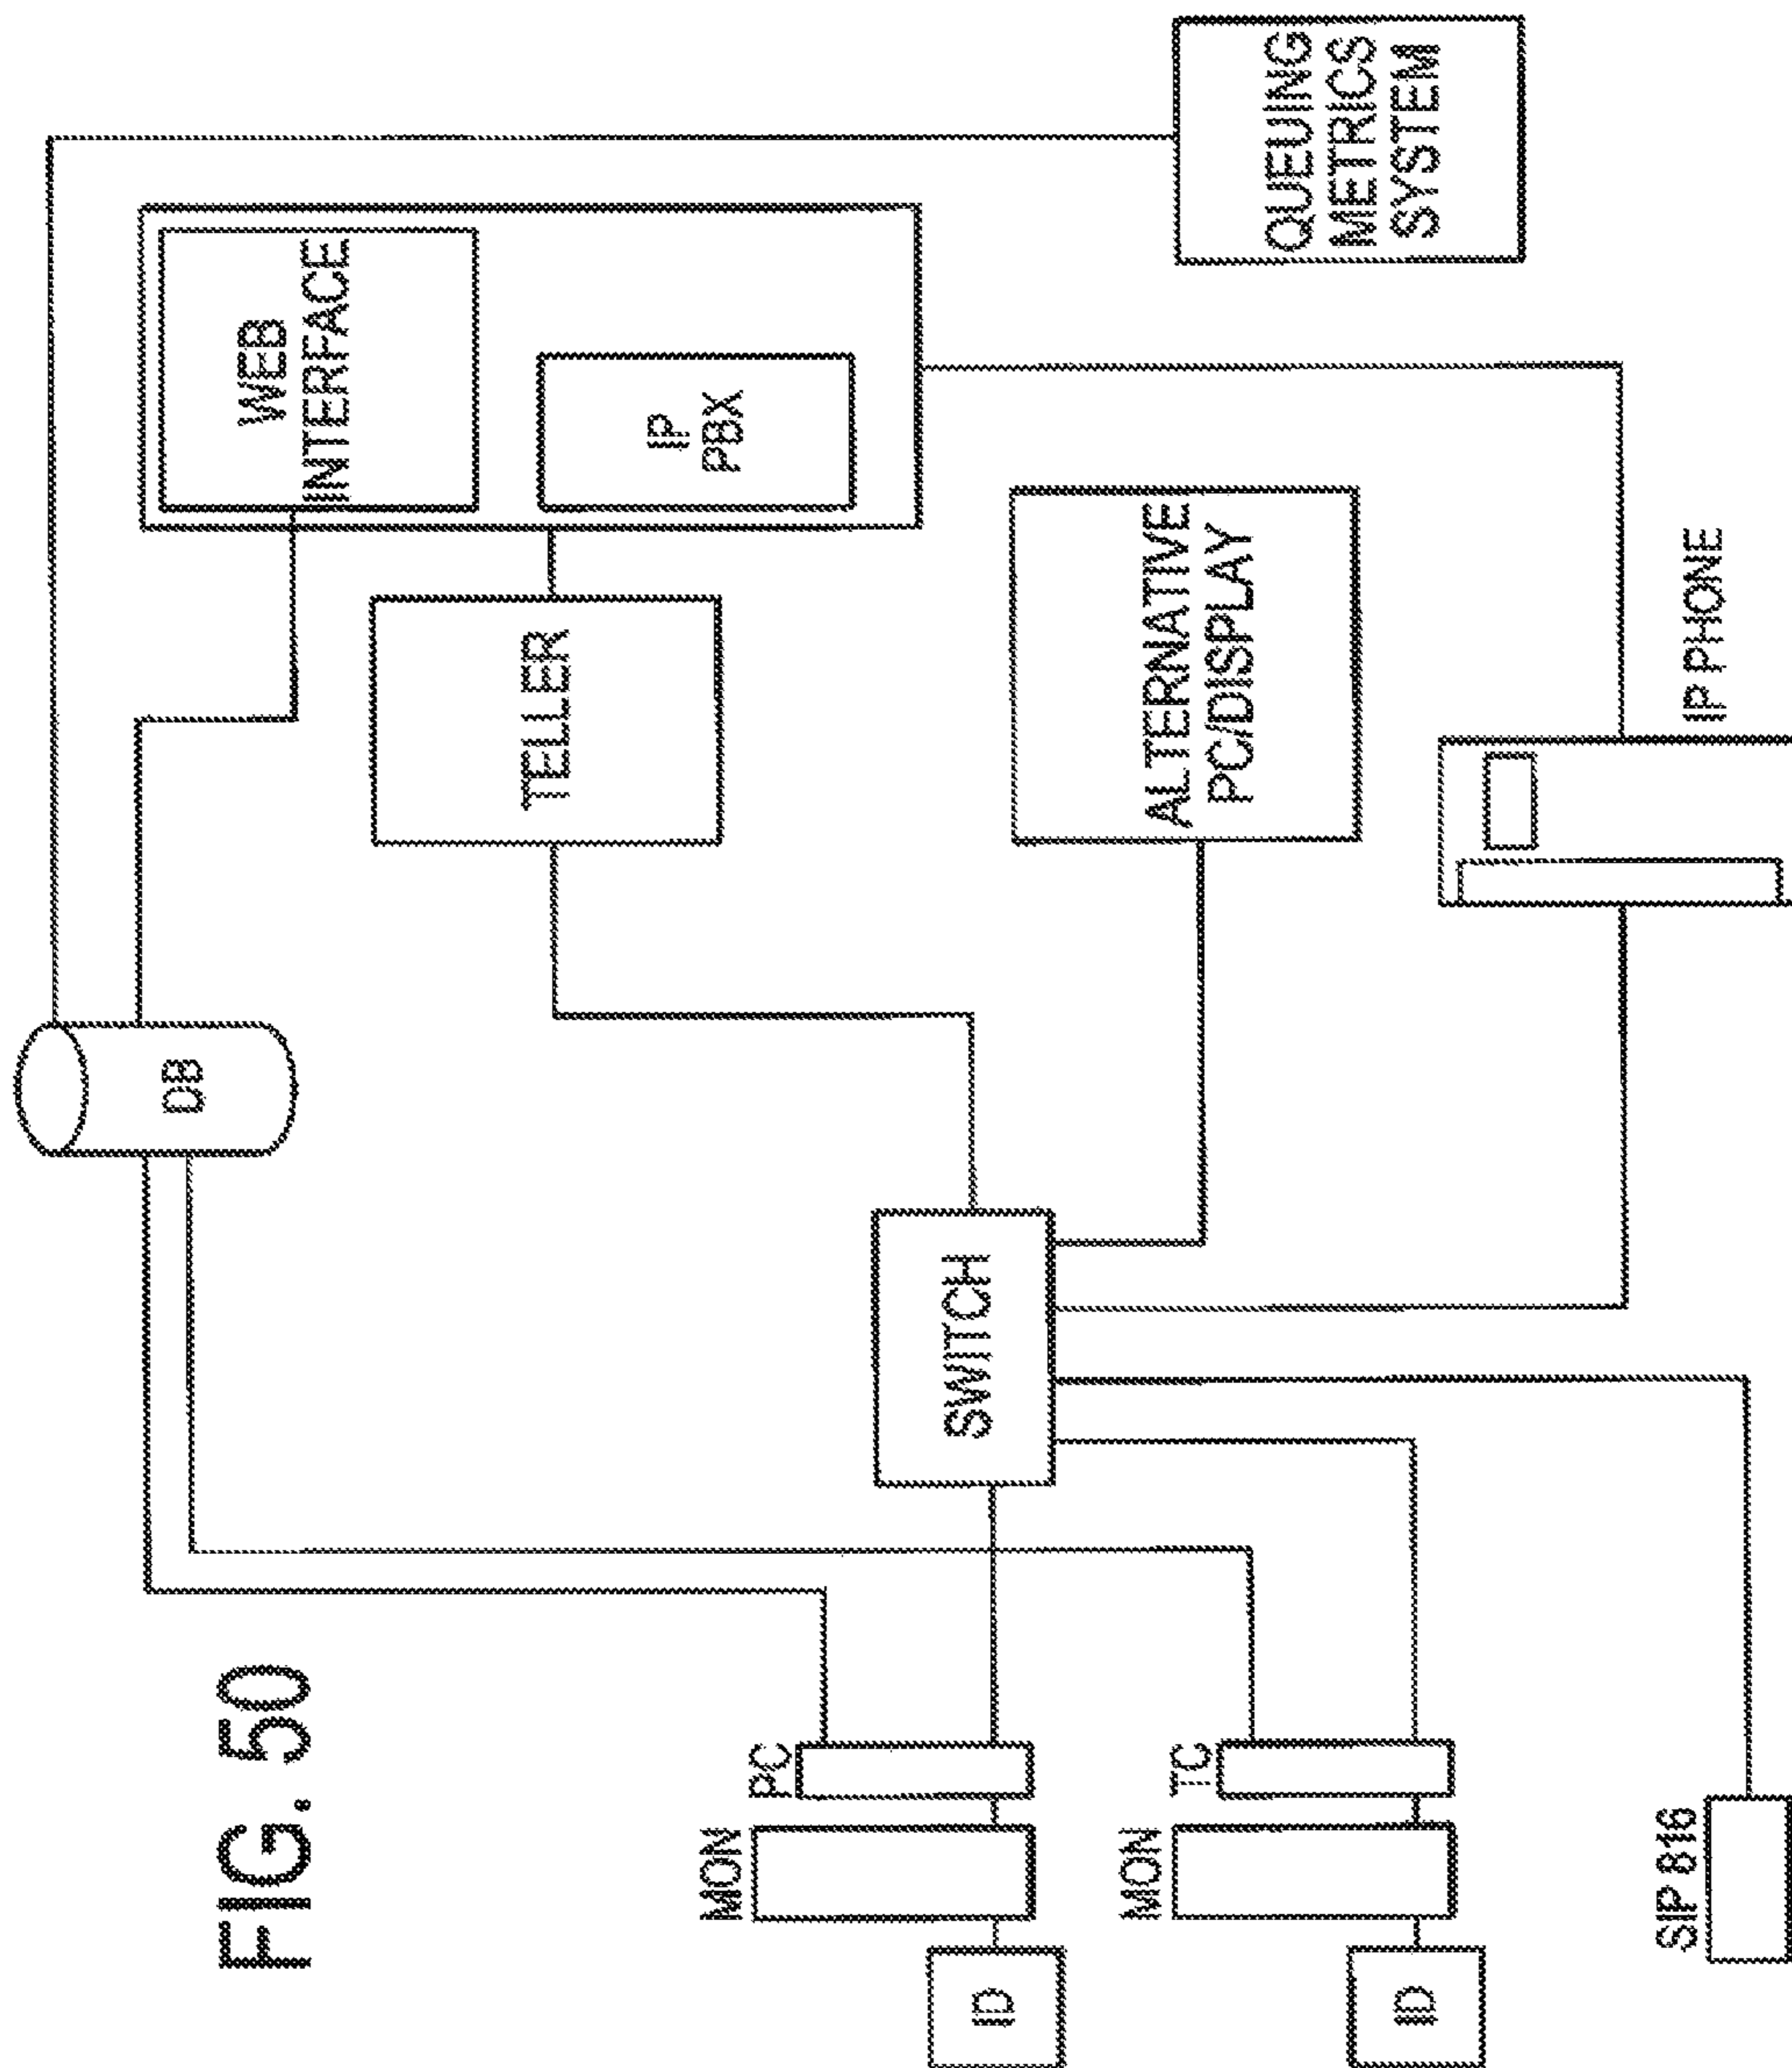 FIG. 50
DB
WEB
INTERFACE
IP
PBX
TELLER
QUEUING
METRICS
SYSTEM
ALTERNATIVE
PC/DISPLAY
SWITCH
IP PHONE
PC
MON
ID
TC
MON
ID
SIP 816